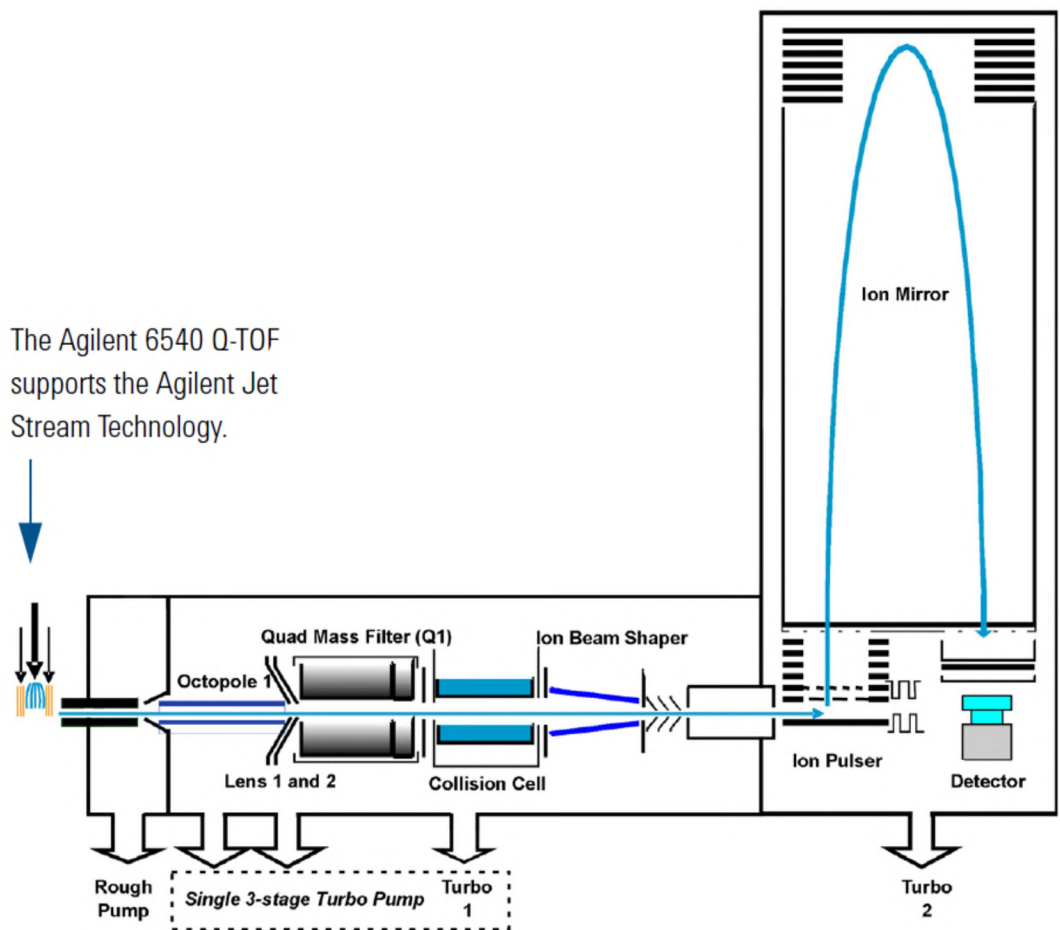 The Agilent 6540 Q-TOF
supports the Agilent Jet
Stream Technology.
Ion Mirror
Quad Mass Filter (Q1)
Ion Beam Shaper
Octopole 1
Lens 1 and 2
Collision Cell
Ion Pulser
Detector
Rough
Pump
Single 3-stage Turbo Pump
Turbo
1
Turbo
2